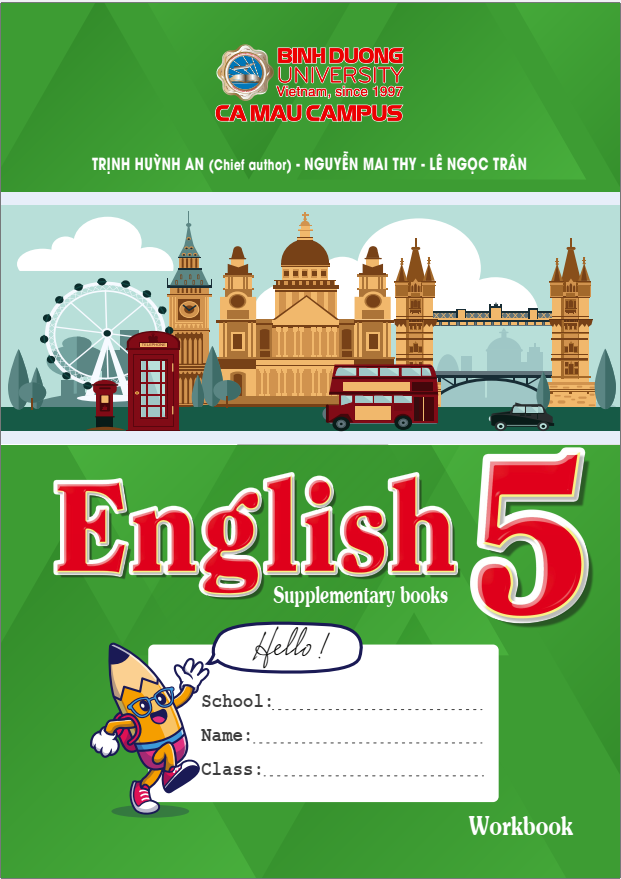 BINH DUONG
UNIVERSITY
Vietnam, since 1997
CA MAU CAMPUS
TRỊNH HUỲNH AN (Chief author) - NGUYỄN MAI THY - LÊ NGỌC TRÂN
TELEPHONE
English 5
Supplementary books
Hello!
School:
Name:
Class:
Workbook